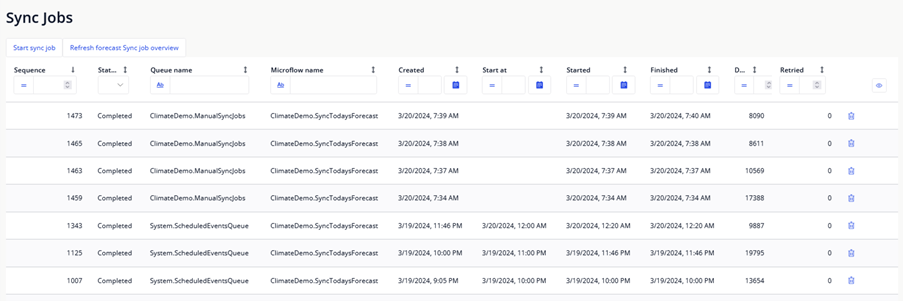 Sync Jobs
Start sync job Refresh forecast Sync job overview
Sequence Stat... Queue name Microflow name Created Start at Started Finished D... Retried
= Ab Ab = = = = = =
1473 Completed ClimateDemo.ManualSyncJobs ClimateDemo.SyncTodaysForecast 3/20/2024, 7:39 AM 3/20/2024, 7:39 AM 3/20/2024, 7:40 AM 8090 0
1465 Completed ClimateDemo.ManualSyncJobs ClimateDemo.SyncTodaysForecast 3/20/2024, 7:38 AM 3/20/2024, 7:38 AM 3/20/2024, 7:38 AM 8611 0
1463 Completed ClimateDemo.ManualSyncJobs ClimateDemo.SyncTodaysForecast 3/20/2024, 7:37 AM 3/20/2024, 7:37 AM 3/20/2024, 7:37 AM 10569 0
1459 Completed ClimateDemo.ManualSyncJobs ClimateDemo.SyncTodaysForecast 3/20/2024, 7:34 AM 3/20/2024, 7:34 AM 3/20/2024, 7:34 AM 17388 0
1343 Completed System.ScheduledEventsQueue ClimateDemo.SyncTodaysForecast 3/19/2024, 11:46 PM 3/20/2024, 12:00 AM 3/20/2024, 12:20 AM 3/20/2024, 12:20 AM 9887 0
1125 Completed System.ScheduledEventsQueue ClimateDemo.SyncTodaysForecast 3/19/2024, 10:00 PM 3/19/2024, 11:00 PM 3/19/2024, 11:46 PM 3/19/2024, 11:46 PM 19795 0
1007 Completed System.ScheduledEventsQueue ClimateDemo.SyncTodaysForecast 3/19/2024, 9:05 PM 3/19/2024, 10:00 PM 3/19/2024, 10:00 PM 3/19/2024, 10:00 PM 13654 0